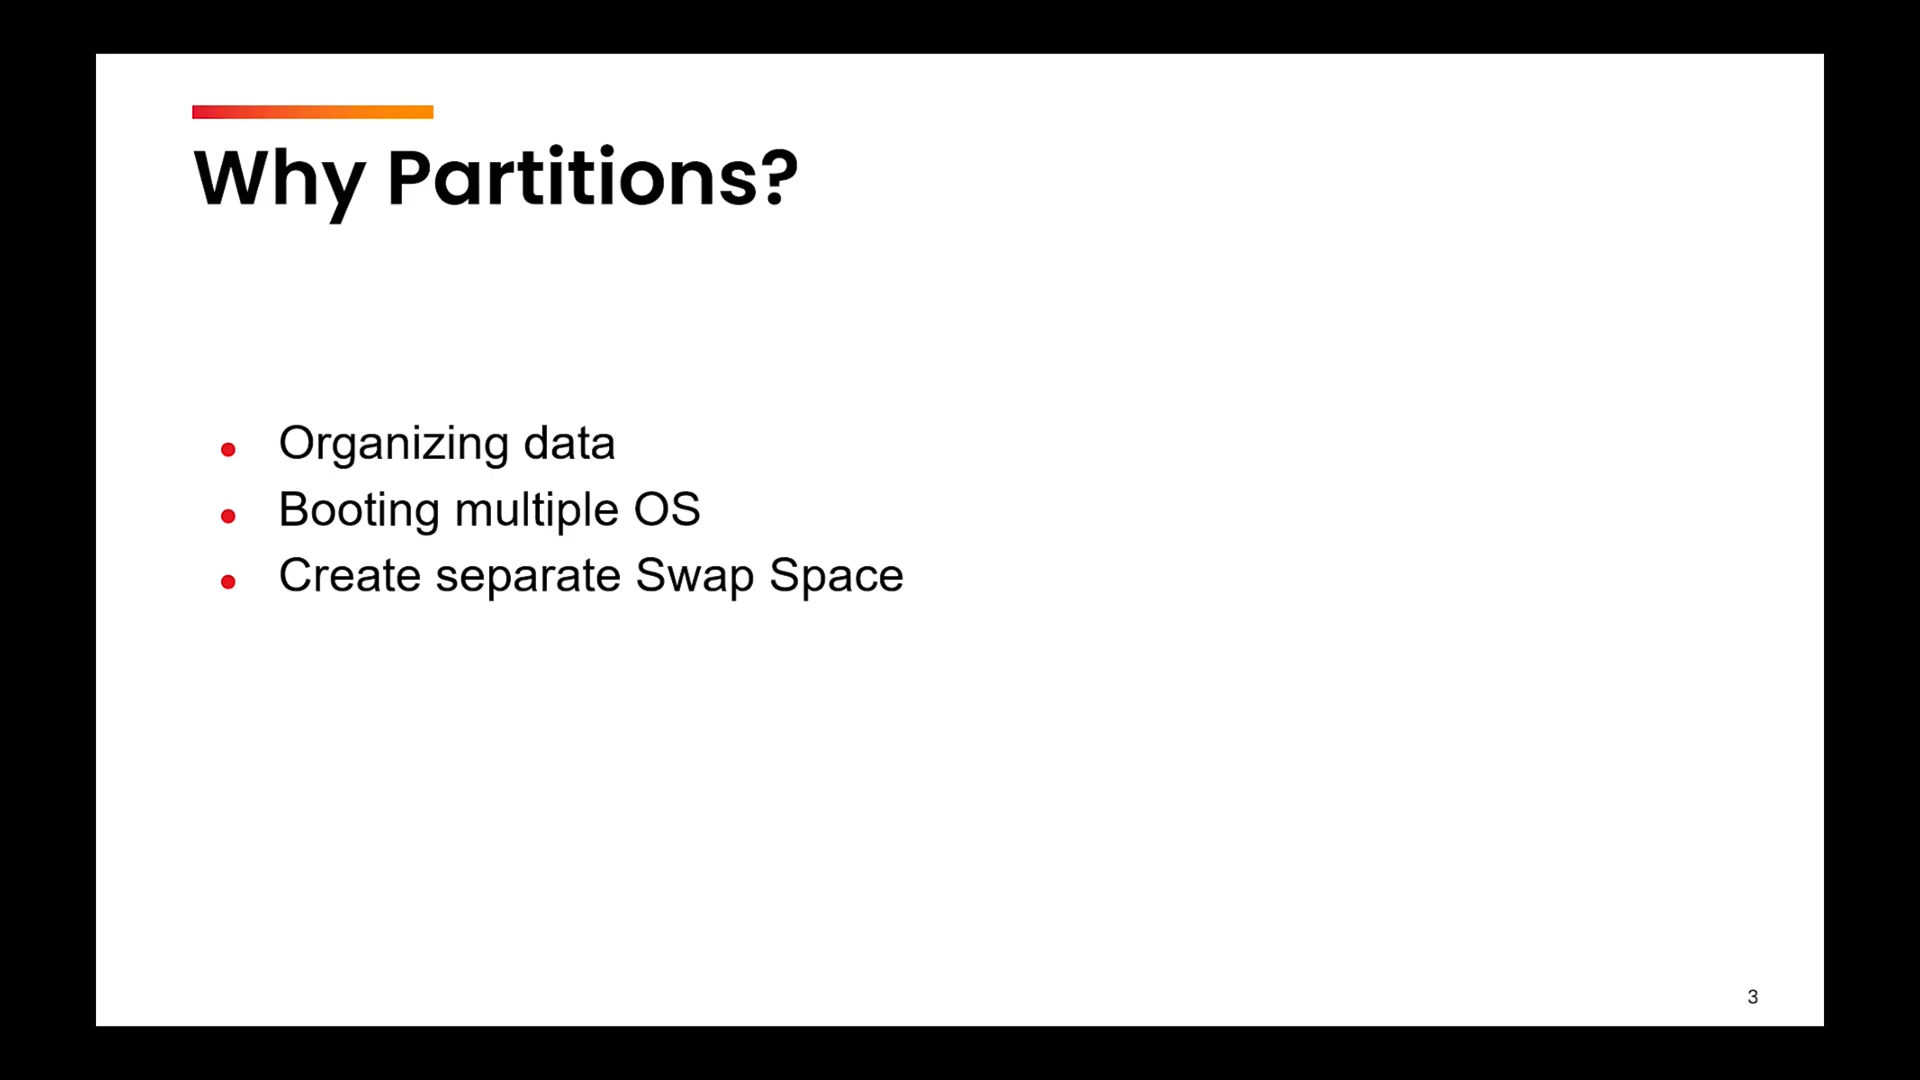 Why Partitions?
Organizing data
Booting multiple OS
Create separate Swap Space
3